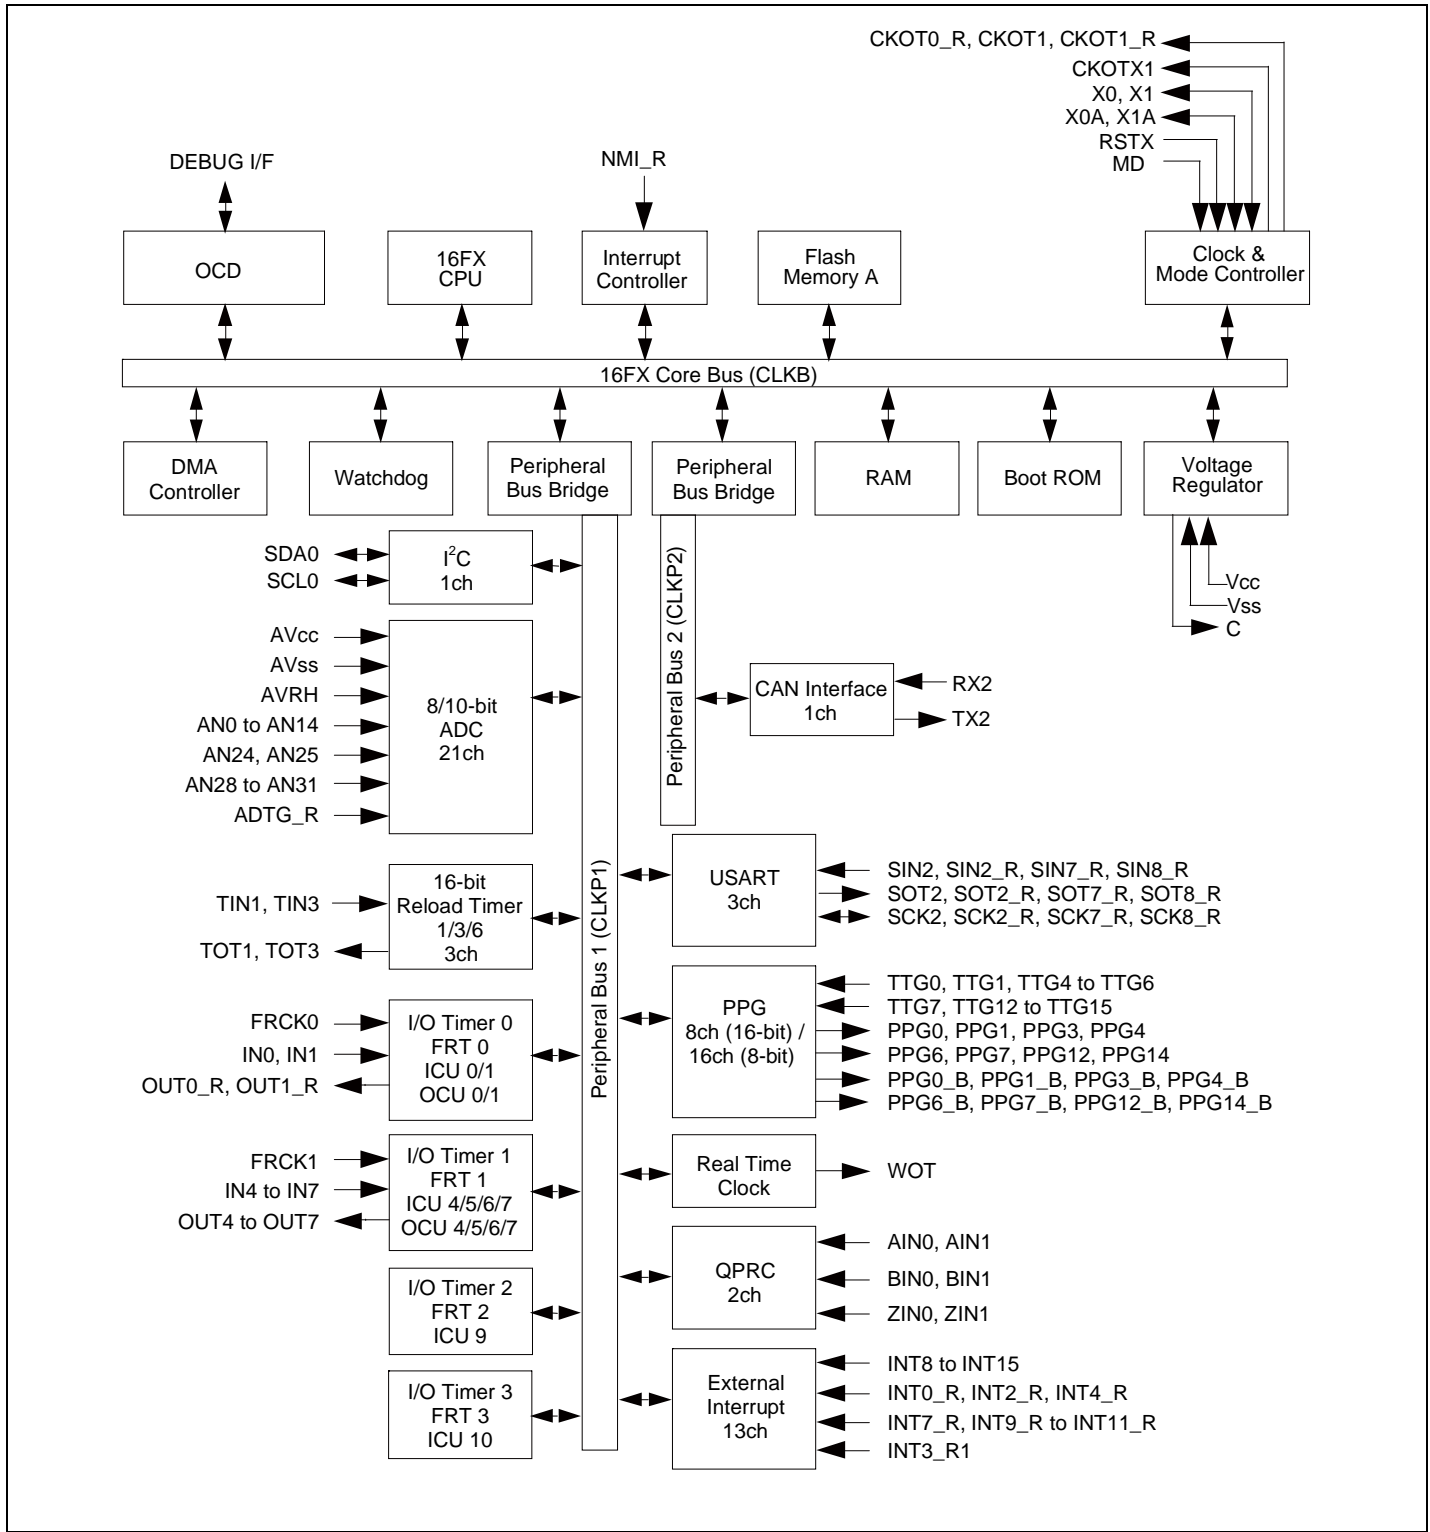 CKOT0_R, CKOT1, CKOT1_R
CKOTX1
X0, X1
X0A, X1A
RSTX
MD
DEBUG I/F
NMI_R
OCD
16FX
CPU
Interrupt
Controller
Flash
Memory A
Clock &
Mode Controller
16FX Core Bus (CLKB)
DMA
Controller
Watchdog
Peripheral
Bus Bridge
Peripheral
Bus Bridge
RAM
Boot ROM
Voltage
Regulator
Vcc
Vss
C
Peripheral Bus 1 (CLKP1)
Peripheral Bus 2 (CLKP2)
SDA0
SCL0
I²C
1ch
AVcc
AVss
AVRH
AN0 to AN14
AN24, AN25
AN28 to AN31
ADTG_R
8/10-bit
ADC
21ch
CAN Interface
1ch
RX2
TX2
TIN1, TIN3
TOT1, TOT3
16-bit
Reload Timer
1/3/6
3ch
USART
3ch
SIN2, SIN2_R, SIN7_R, SIN8_R
SOT2, SOT2_R, SOT7_R, SOT8_R
SCK2, SCK2_R, SCK7_R, SCK8_R
FRCK0
IN0, IN1
OUT0_R, OUT1_R
I/O Timer 0
FRT 0
ICU 0/1
OCU 0/1
PPG
8ch (16-bit) /
16ch (8-bit)
TTG0, TTG1, TTG4 to TTG6
TTG7, TTG12 to TTG15
PPG0, PPG1, PPG3, PPG4
PPG6, PPG7, PPG12, PPG14
PPG0_B, PPG1_B, PPG3_B, PPG4_B
PPG6_B, PPG7_B, PPG12_B, PPG14_B
FRCK1
IN4 to IN7
OUT4 to OUT7
I/O Timer 1
FRT 1
ICU 4/5/6/7
OCU 4/5/6/7
Real Time
Clock
WOT
I/O Timer 2
FRT 2
ICU 9
QPRC
2ch
AIN0, AIN1
BIN0, BIN1
ZIN0, ZIN1
I/O Timer 3
FRT 3
ICU 10
External
Interrupt
13ch
INT8 to INT15
INT0_R, INT2_R, INT4_R
INT7_R, INT9_R to INT11_R
INT3_R1